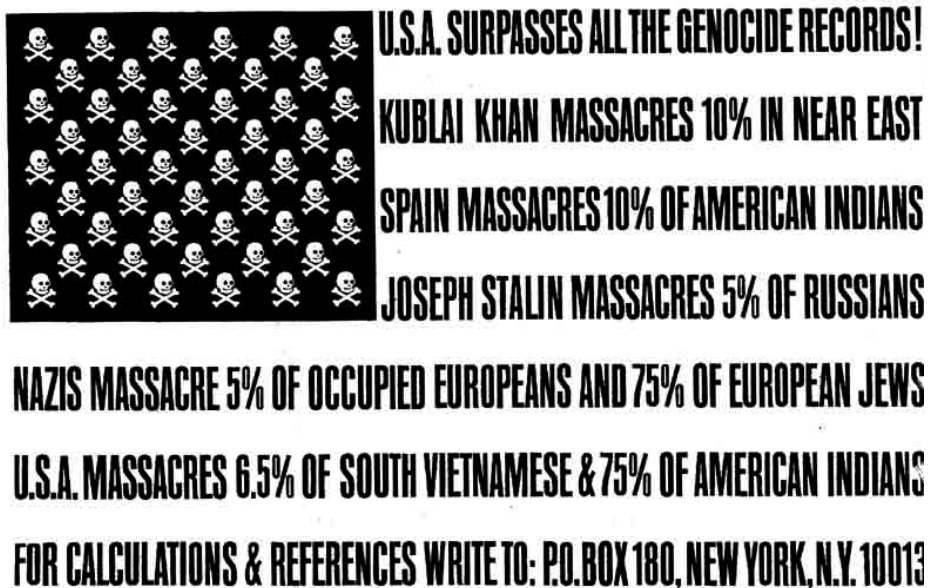 U.S.A. SURPASSES ALL THE GENOCIDE RECORDS!
KUBLAI KHAN MASSACRES 10% IN NEAR EAST
SPAIN MASSACRES 10% OF AMERICAN INDIANS
JOSEPH STALIN MASSACRES 5% OF RUSSIANS
NAZIS MASSACRE 5% OF OCCUPIED EUROPEANS AND 75% OF EUROPEAN JEWS
U.S.A. MASSACRES 6.5% OF SOUTH VIETNAMESE & 75% OF AMERICAN INDIANS
FOR CALCULATIONS & REFERENCES WRITE TO: P.O. BOX 180, NEW YORK, N.Y. 10013